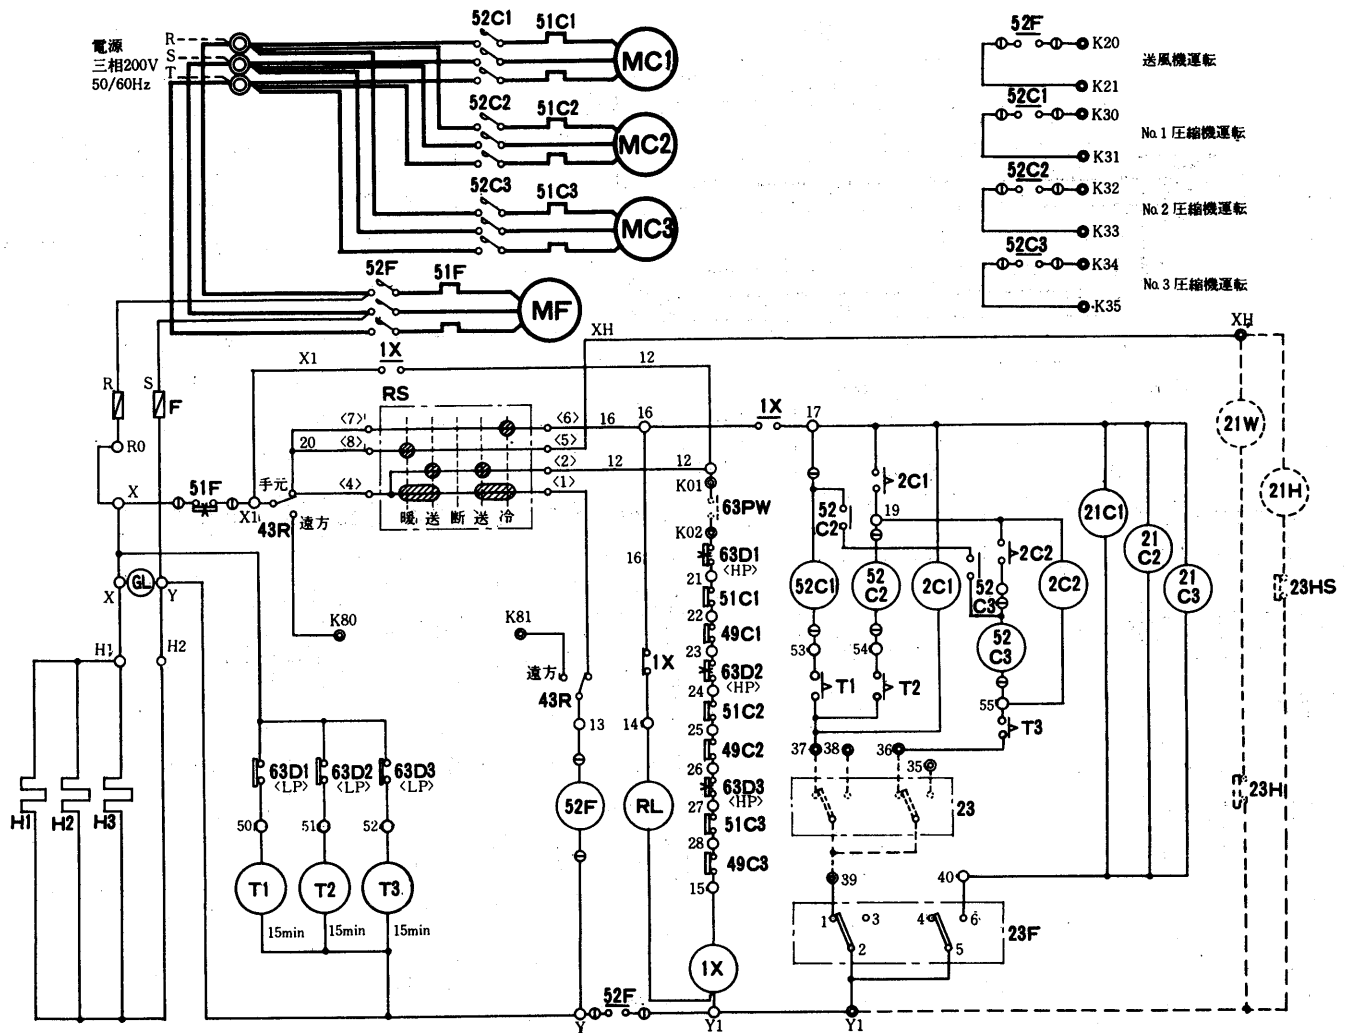 電源
三相200V
50/60Hz
R
S
T
52C1
51C1
MC1
52C2
51C2
MC2
52C3
51C3
MC3
52F
51F
MF
52F
K20
送風機運転
K21
52C1
K30
No.1圧縮機運転
K31
52C2
K32
No.2圧縮機運転
K33
52C3
K34
No.3圧縮機運転
K35
X1
1X
12
XH
XH
R
S
F
R0
RS
〈7〉
〈6〉
16
16
1X
17
20
〈8〉
〈5〉
〈2〉
12
12
〈4〉
〈1〉
暖 送 断 送 冷
X
51F
X1
手元
43R
遠方
X
GL
Y
K80
K81
H1
H2
遠方
43R
13
52F
16
1X
14
RL
K01
63PW
K02
63D1
〈HP〉
21
51C1
22
49C1
23
63D2
〈HP〉
24
51C2
25
49C2
26
63D3
〈HP〉
27
51C3
28
49C3
15
1X
2C1
52
C2
19
52C1
52
C2
2C1
2C2
52
C3
2C2
52
C3
53
54
55
T1
T2
T3
21C1
21
C2
21
C3
21W
21H
23HS
23H
37
38
36
35
23
39
40
1
3
4
6
2
5
23F
H1
H2
H3
63D1
〈LP〉
63D2
〈LP〉
63D3
〈LP〉
50
51
52
T1
T2
T3
15min
15min
15min
Y
52F
Y1
Y1